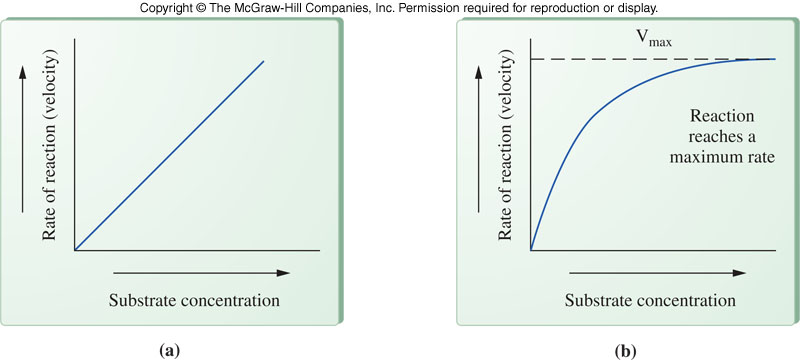 Copyright © The McGraw-Hill Companies, Inc. Permission required for reproduction or display.
Rate of reaction (velocity)
Substrate concentration
(a)
Vmax
Rate of reaction (velocity)
Reaction
reaches a
maximum rate
Substrate concentration
(b)